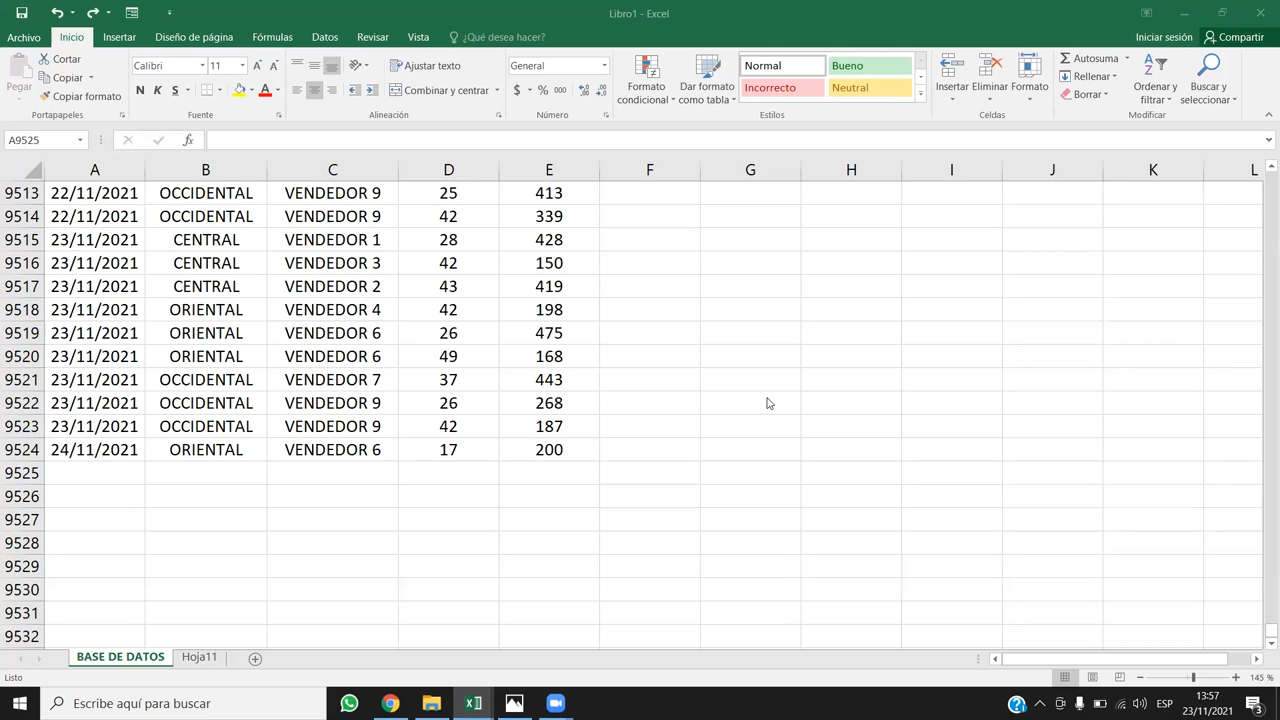 Libro1 - Excel
Archivo Inicio Insertar Diseño de página Fórmulas Datos Revisar Vista ¿Qué desea hacer? Iniciar sesión Compartir
Pegar
Cortar
Copiar
Copiar formato
Portapapeles
Calibri 11
N K S
Fuente
Ajustar texto
Combinar y centrar
Alineación
General
$ % 000
Número
Formato condicional
Dar formato como tabla
Normal Bueno
Incorrecto Neutral
Estilos
Insertar Eliminar Formato
Celdas
Autosuma
Rellenar
Borrar
Ordenar y filtrar
Buscar y seleccionar
Modificar
A9525 fx
A B C D E F G H I J K L
9513 22/11/2021 OCCIDENTAL VENDEDOR 9 25 413
9514 22/11/2021 OCCIDENTAL VENDEDOR 9 42 339
9515 23/11/2021 CENTRAL VENDEDOR 1 28 428
9516 23/11/2021 CENTRAL VENDEDOR 3 42 150
9517 23/11/2021 CENTRAL VENDEDOR 2 43 419
9518 23/11/2021 ORIENTAL VENDEDOR 4 42 198
9519 23/11/2021 ORIENTAL VENDEDOR 6 26 475
9520 23/11/2021 ORIENTAL VENDEDOR 6 49 168
9521 23/11/2021 OCCIDENTAL VENDEDOR 7 37 443
9522 23/11/2021 OCCIDENTAL VENDEDOR 9 26 268
9523 23/11/2021 OCCIDENTAL VENDEDOR 9 42 187
9524 24/11/2021 ORIENTAL VENDEDOR 6 17 200
9525
9526
9527
9528
9529
9530
9531
9532
BASE DE DATOS Hoja11
Listo 145 %
Escribe aquí para buscar
ESP
13:57
23/11/2021
3